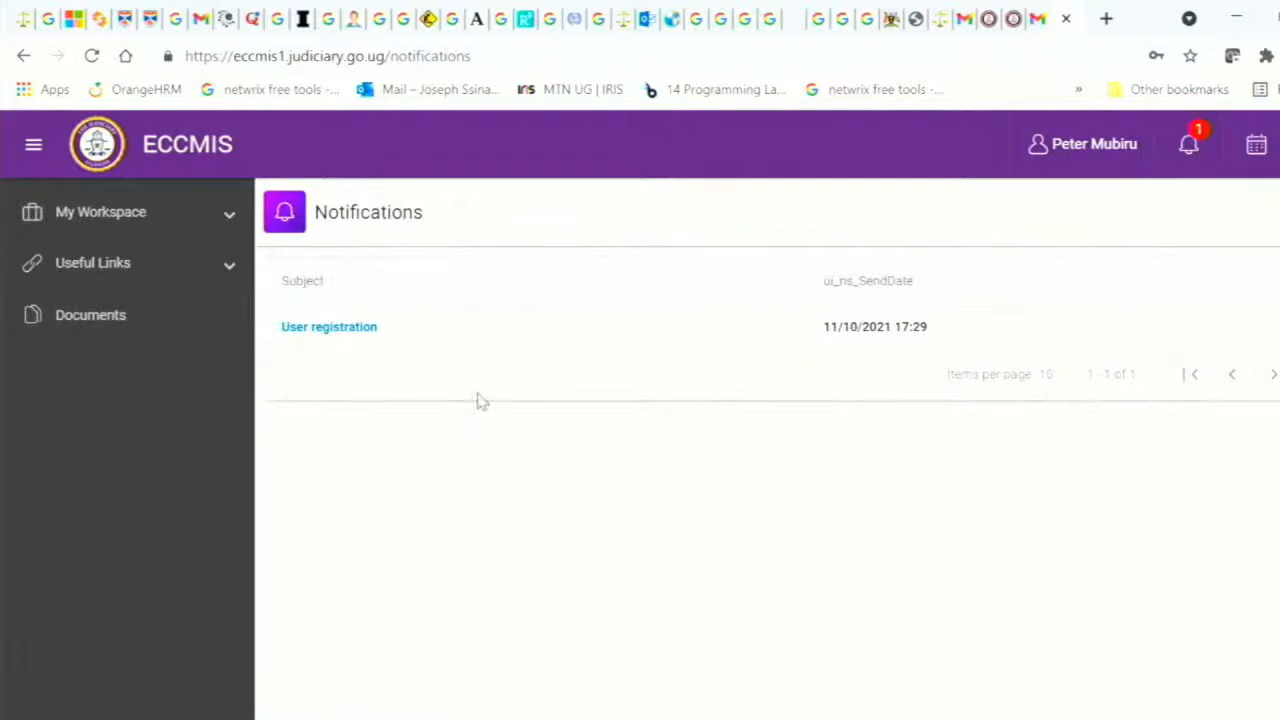 https://eccmis1.judiciary.go.ug/notifications
Apps OrangeHRM netwrix free tools -... Mail – Joseph Ssina... INS MTN UG | IRIS 14 Programming La... netwrix free tools -... » Other bookmarks
ECCMIS Peter Mubiru 1
My Workspace
Useful Links
Documents
Notifications
Subject ui_ns_SendDate
User registration 11/10/2021 17:29
Items per page 10 1 - 1 of 1